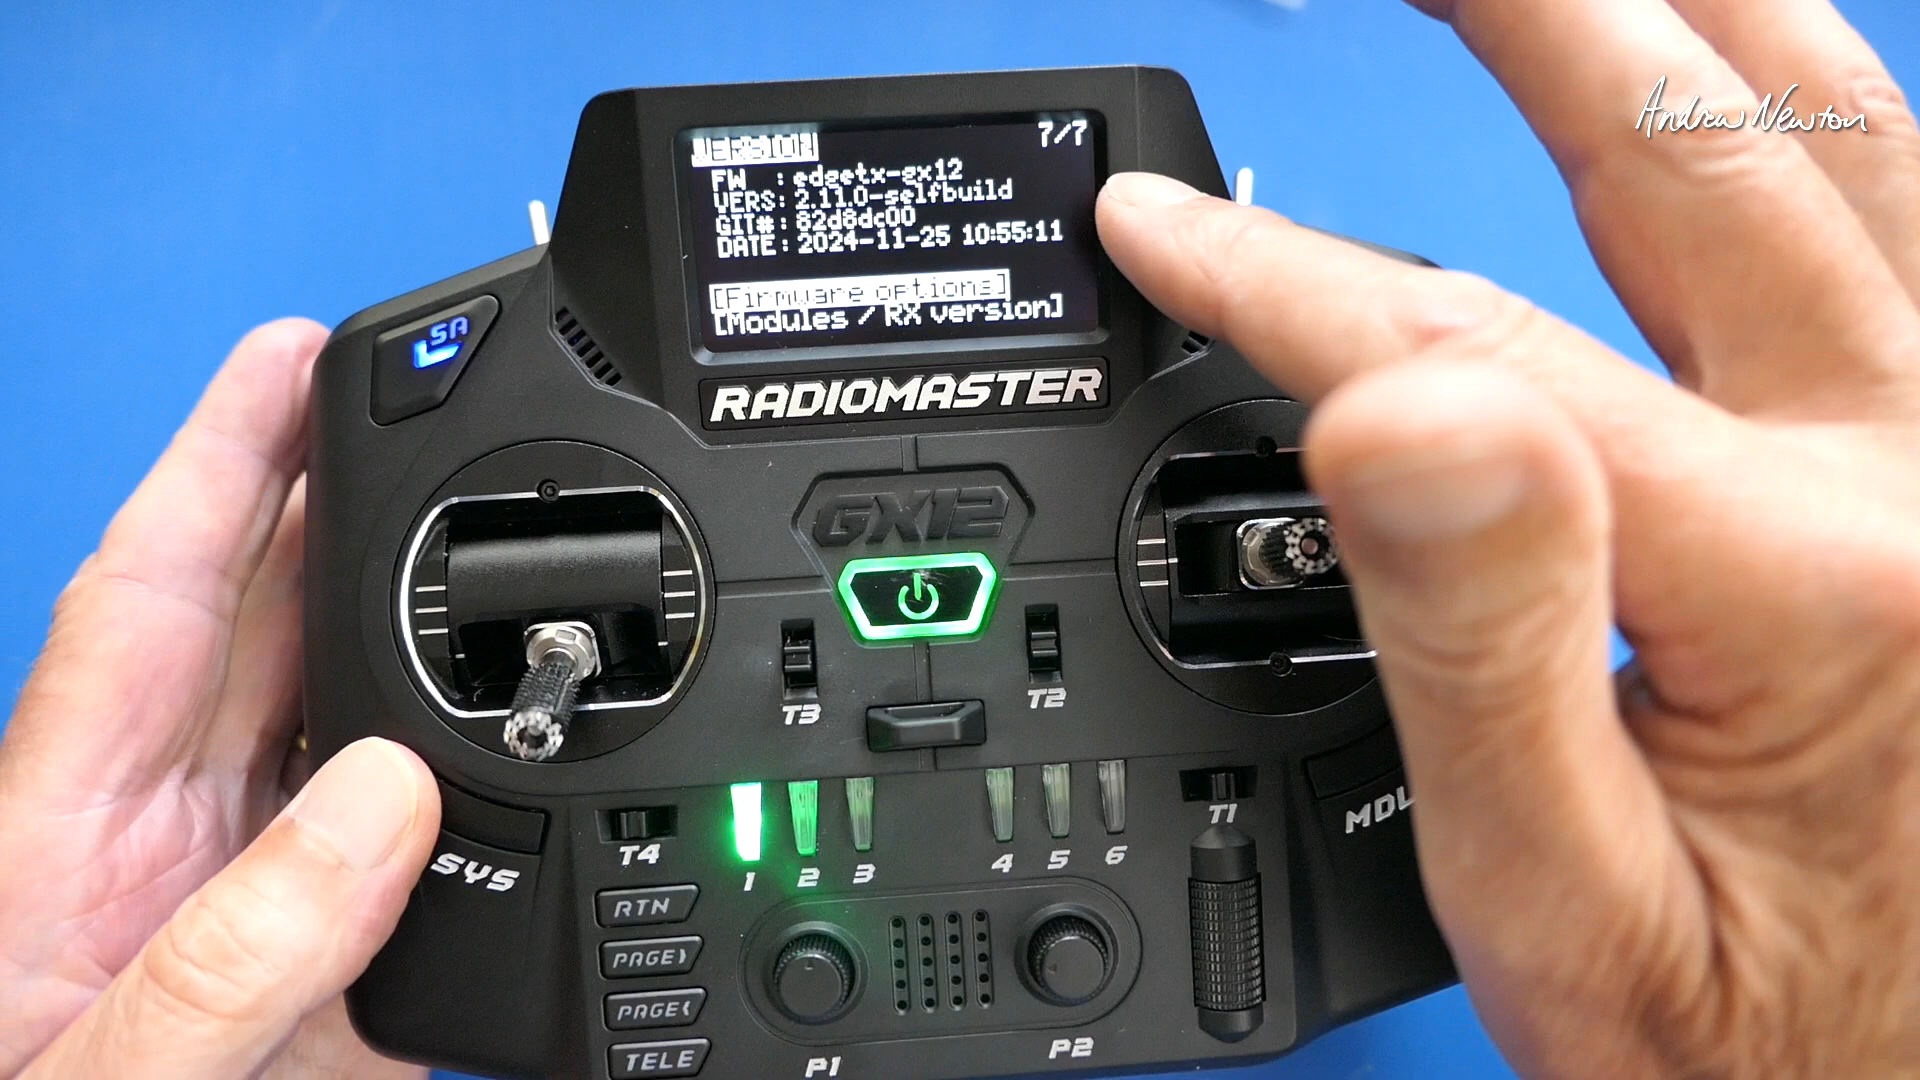 Andrew Newton
VERSION 7/7
FW : edgetx-gx12
VERS: 2.11.0-selfbuild
GIT#: 82d8dc00
DATE: 2024-11-25 10:55:11
[Firmware options]
[Modules / RX version]
SA
RADIOMASTER
GX12
T3
T2
T4
T1
SYS
1 2 3 4 5 6
RTN
PAGE>
PAGE<
TELE
P1
P2